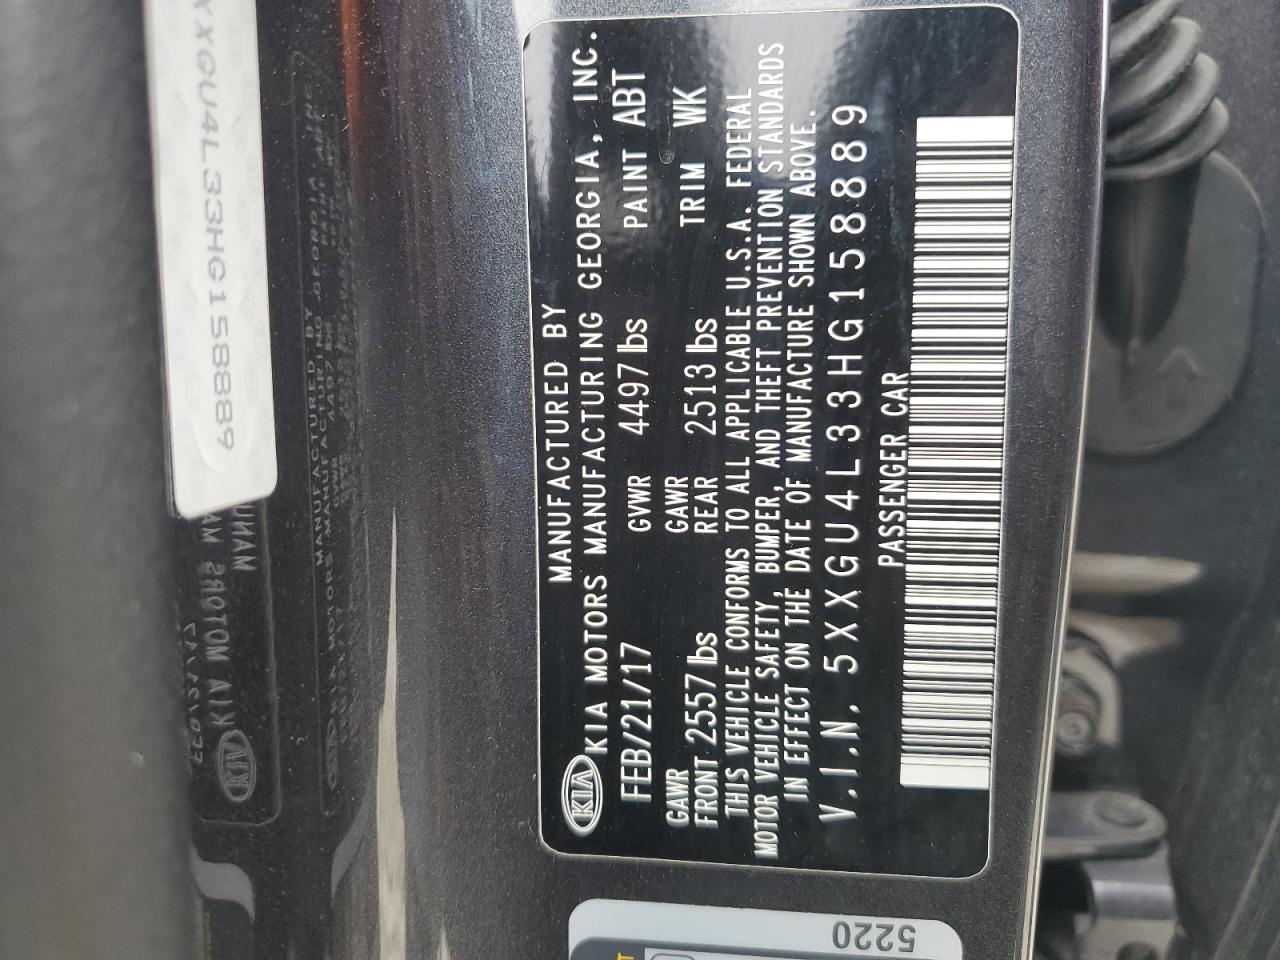 XXGU4L33HG158889
MANUFACTURED BY
KIA KIA MOTORS MANUFACTURING GEORGIA, INC.
FEB/21/17 GVWR 4497 lbs PAINT ABT
GAWR FRONT 2557 lbs GAWR REAR 2513 lbs TRIM WK
THIS VEHICLE CONFORMS TO ALL APPLICABLE U.S.A. FEDERAL
MOTOR VEHICLE SAFETY, BUMPER, AND THEFT PREVENTION STANDARDS
IN EFFECT ON THE DATE OF MANUFACTURE SHOWN ABOVE.
V.I.N. 5XXGU4L33HG158889
PASSENGER CAR
5220